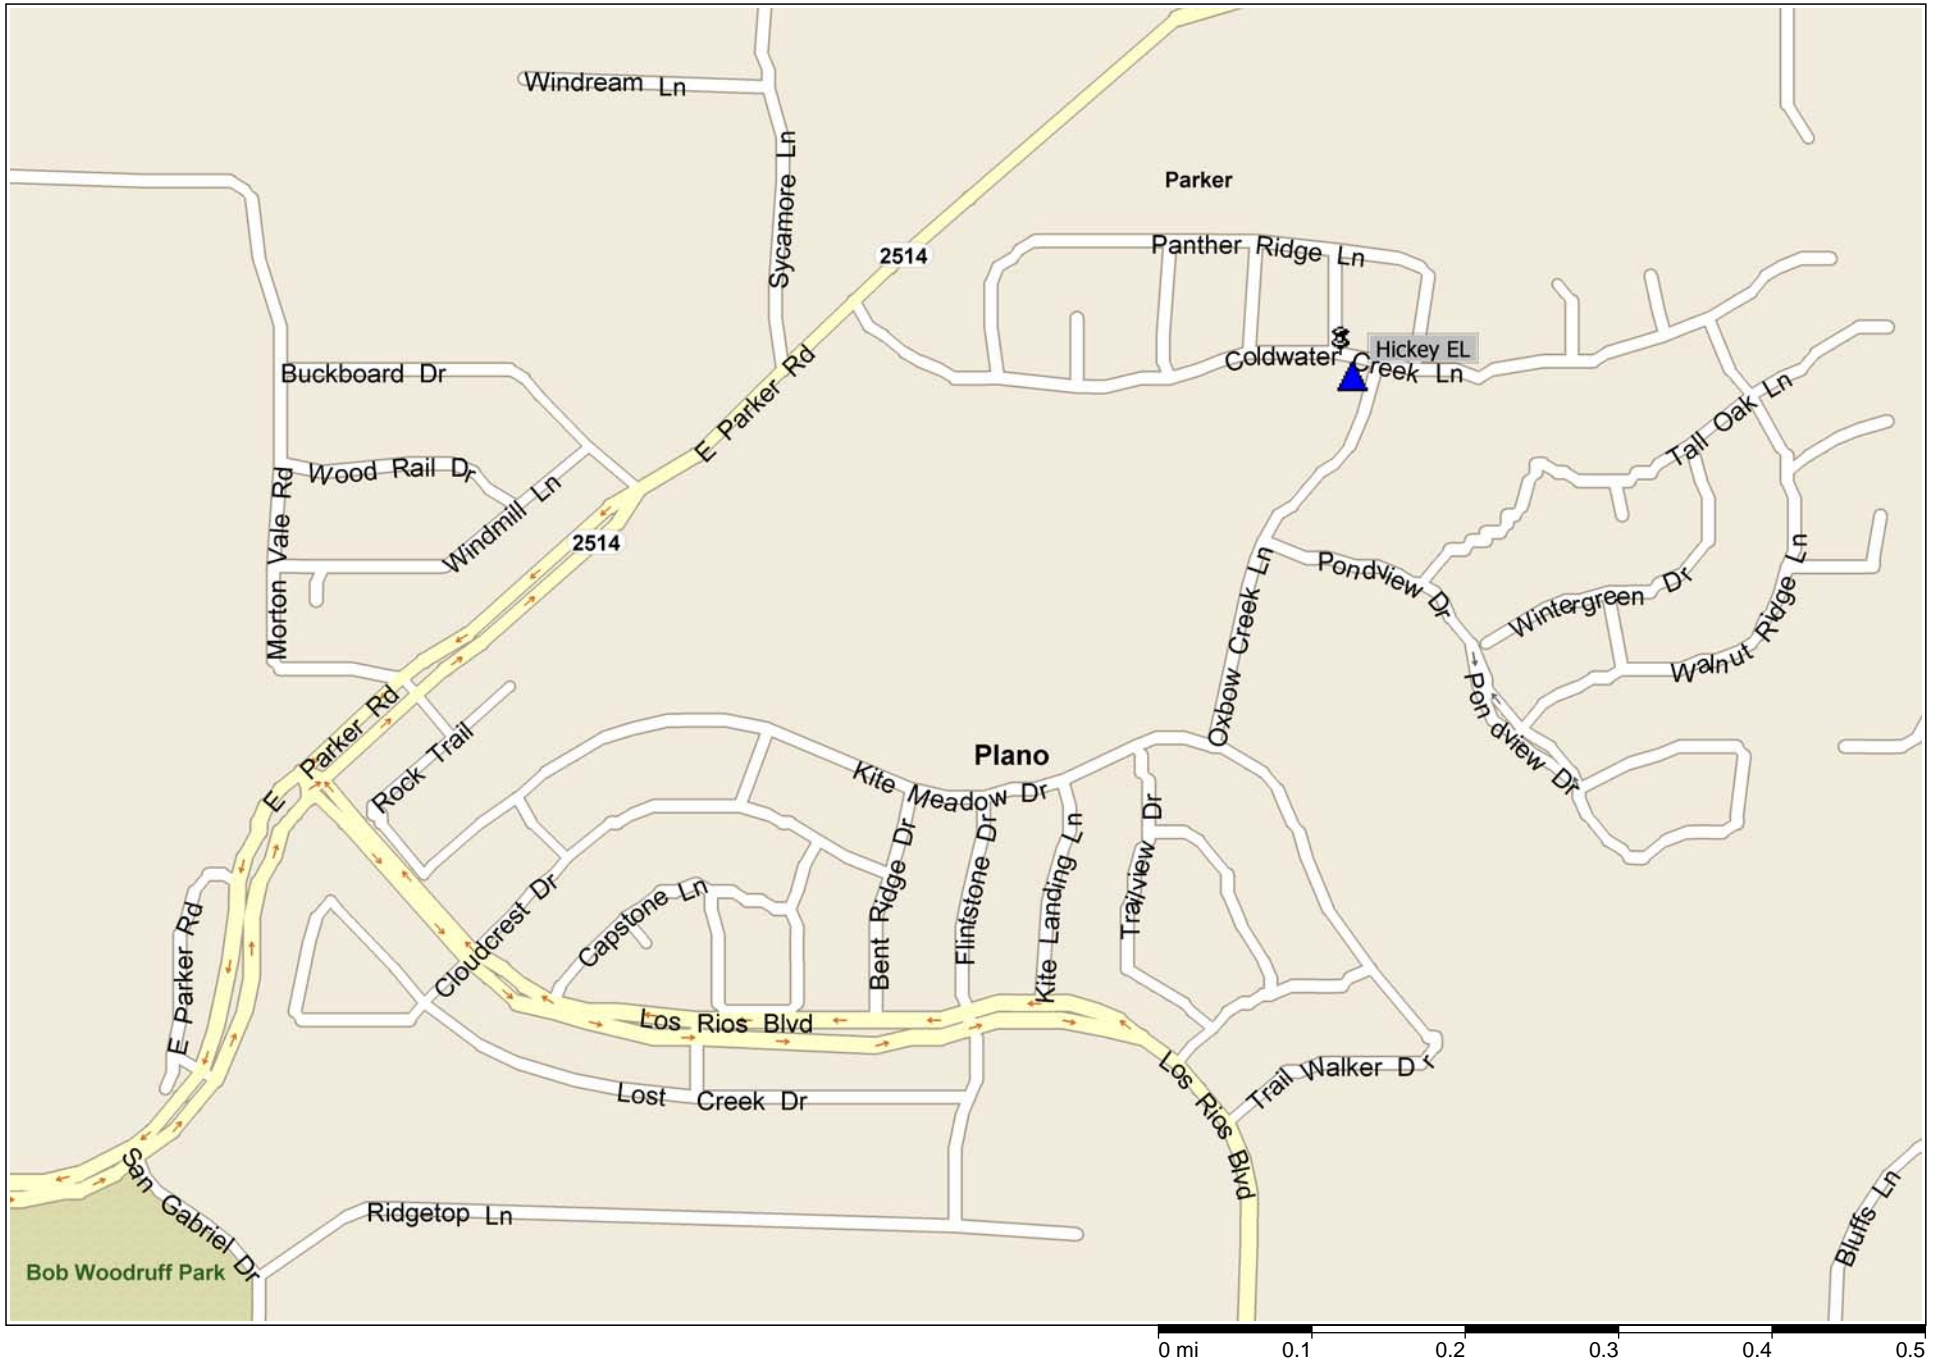 Windream Ln
Sycamore Ln
Parker
2514
Panther Ridge Ln
Hickey EL
Coldwater Creek Ln
Buckboard Dr
E Parker Rd
Tall Oak Ln
Wood Rail Dr
Morton Vale Rd
Windmill Ln
2514
Oxbow Creek Ln
Pondview Dr
Wintergreen Dr
Walnut Ridge Ln
Pondview Dr
E Parker Rd
Rock Trail
Plano
Kite Meadow Dr
Bent Ridge Dr
Flintstone Dr
Kite Landing Ln
Trailview Dr
Cloudcrest Dr
Capstone Ln
E Parker Rd
Los Rios Blvd
Lost Creek Dr
Los Rios Blvd
Trail Walker Dr
San Gabriel Dr
Ridgetop Ln
Bluffs Ln
Bob Woodruff Park
0 mi 0.1 0.2 0.3 0.4 0.5